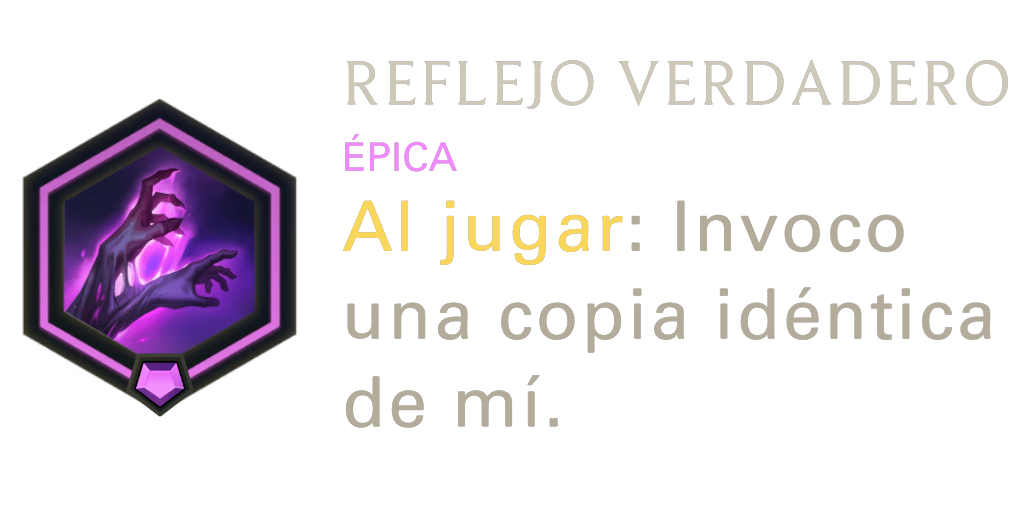 REFLEJO VERDADERO
ÉPICA
Al jugar: Invoco
una copia idéntica
de mí.